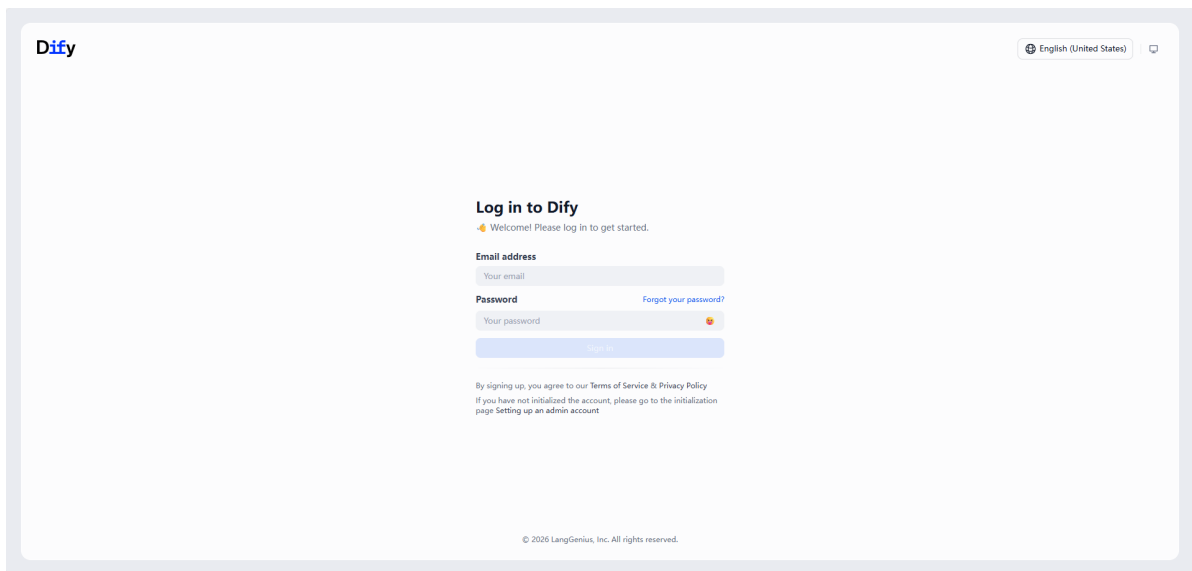 Dify
English (United States)
Log in to Dify
Welcome! Please log in to get started.
Email address
Your email
Password
Forgot your password?
Your password
Sign in
By signing up, you agree to our Terms of Service & Privacy Policy
If you have not initialized the account, please go to the initialization
page Setting up an admin account
© 2026 LangGenius, Inc. All rights reserved.